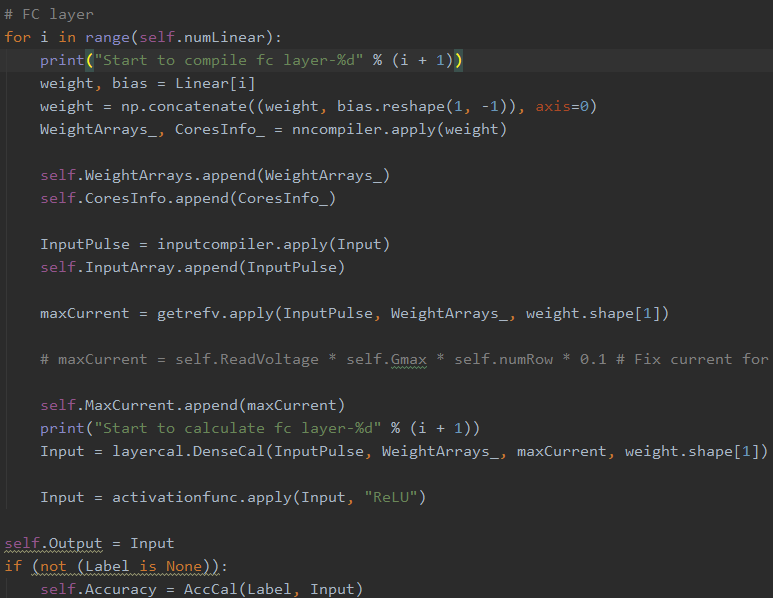 # FC layer
for i in range(self.numLinear):
print("Start to compile fc layer-%d" % (i + 1))
weight, bias = Linear[i]
weight = np.concatenate((weight, bias.reshape(1, -1)), axis=0)
WeightArrays_, CoresInfo_ = nncompiler.apply(weight)
self.WeightArrays.append(WeightArrays_)
self.CoresInfo.append(CoresInfo_)
InputPulse = inputcompiler.apply(Input)
self.InputArray.append(InputPulse)
maxCurrent = getrefv.apply(InputPulse, WeightArrays_, weight.shape[1])
# maxCurrent = self.ReadVoltage * self.Gmax * self.numRow * 0.1 # Fix current for
self.MaxCurrent.append(maxCurrent)
print("Start to calculate fc layer-%d" % (i + 1))
Input = layercal.DenseCal(InputPulse, WeightArrays_, maxCurrent, weight.shape[1])
Input = activationfunc.apply(Input, "ReLU")
self.Output = Input
if (not (Label is None)):
self.Accuracy = AccCal(Label, Input)